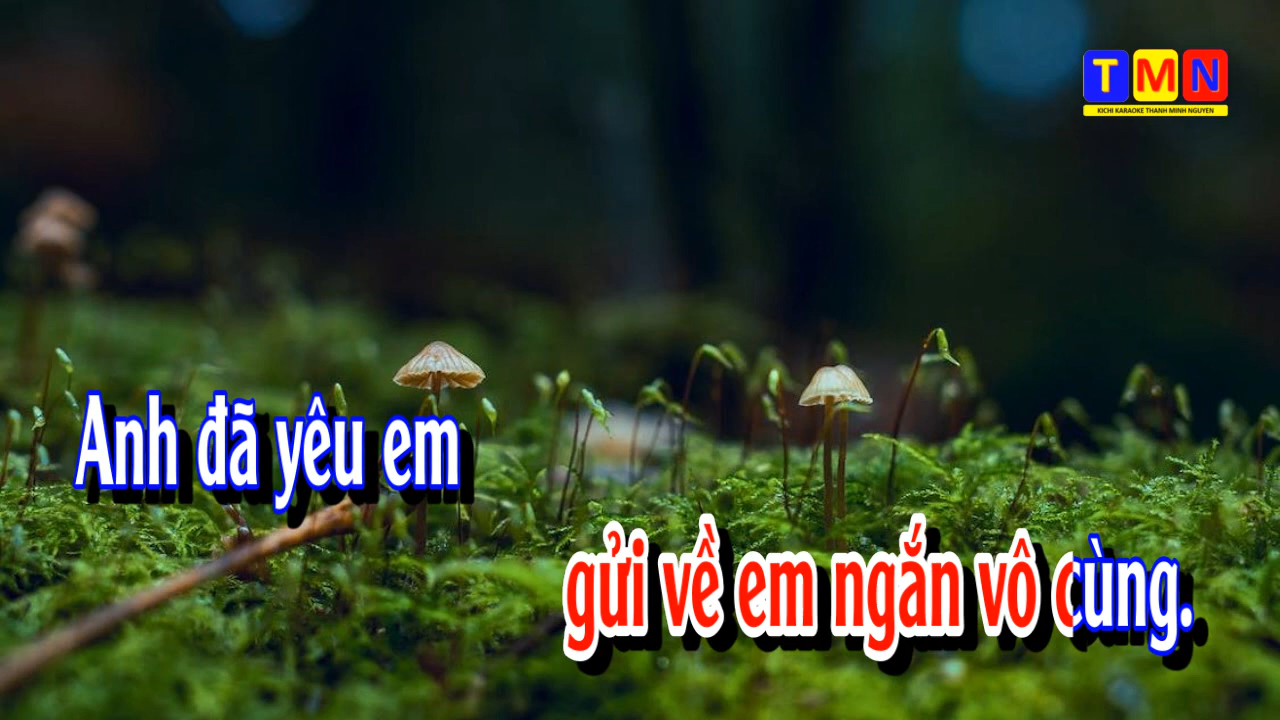 TMN
KICHI KARAOKE THANH MINH NGUYEN
Anh đã yêu em
gửi về em ngắn vô cùng.